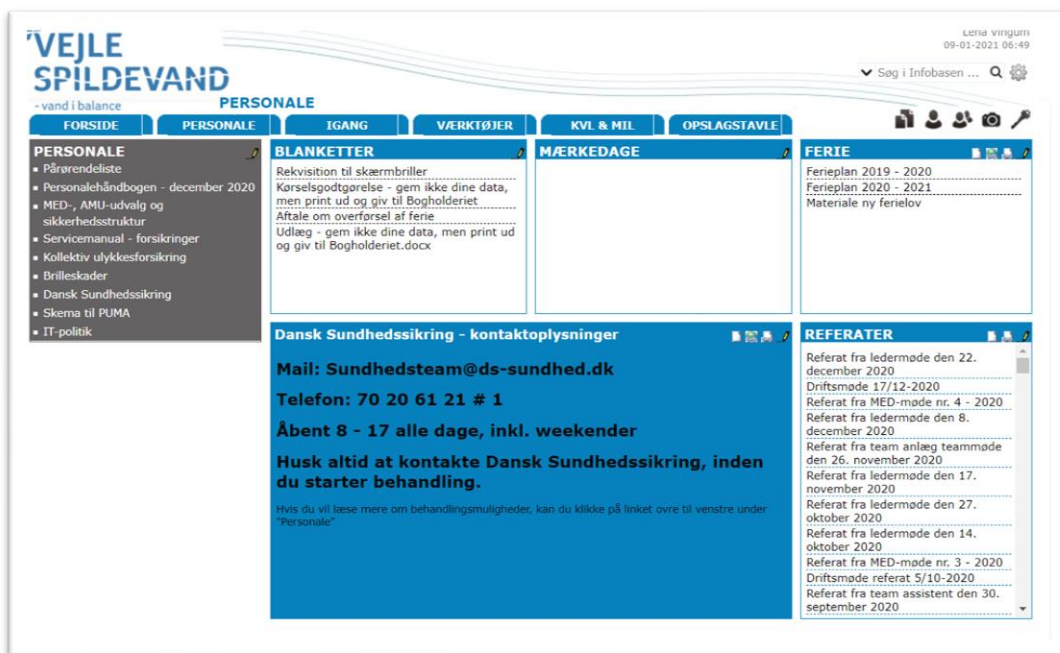 VEJLE
SPILDEVAND
- vand i balance
Lena Vingum
09-01-2021 06:49
Søg i Infobasen ...
PERSONALE
FORSIDE
PERSONALE
IGANG
VÆRKTØJER
KVL & MIL
OPSLAGSTAVLE
PERSONALE
Pårørendeliste
Personalehåndbogen - december 2020
MED-, AMU-udvalg og
sikkerhedsstruktur
Servicemanual - forsikringer
Kollektiv ulykkesforsikring
Brilleskader
Dansk Sundhedssikring
Skema til PUMA
IT-politik
BLANKETTER
Rekvisition til skærmbriller
Kørselsgodtgørelse - gem ikke dine data,
men print ud og giv til Bogholderiet
Aftale om overførsel af ferie
Udlæg - gem ikke dine data, men print ud
og giv til Bogholderiet.docx
MÆRKEDAGE
FERIE
Ferieplan 2019 - 2020
Ferieplan 2020 - 2021
Materiale ny ferielov
Dansk Sundhedssikring - kontaktoplysninger
Mail: Sundhedsteam@ds-sundhed.dk
Telefon: 70 20 61 21 # 1
Åbent 8 - 17 alle dage, inkl. weekender
Husk altid at kontakte Dansk Sundhedssikring, inden
du starter behandling.
Hvis du vil læse mere om behandlingsmuligheder, kan du klikke på linket ovre til venstre under
"Personale"
REFERATER
Referat fra ledermøde den 22.
december 2020
Driftsmøde 17/12-2020
Referat fra MED-møde nr. 4 - 2020
Referat fra ledermøde den 8.
december 2020
Referat fra team anlæg teammøde
den 26. november 2020
Referat fra ledermøde den 17.
november 2020
Referat fra ledermøde den 27.
oktober 2020
Referat fra ledermøde den 14.
oktober 2020
Referat fra MED-møde nr. 3 - 2020
Driftsmøde referat 5/10-2020
Referat fra team assistent den 30.
september 2020